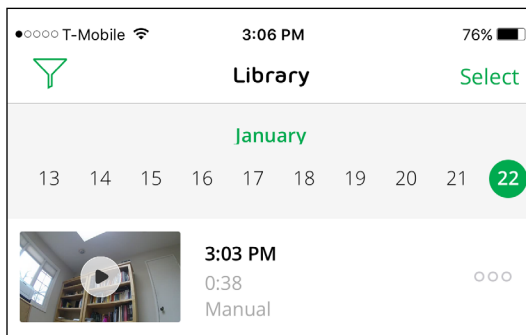 T-Mobile 3:06 PM 76%
Library Select
January
13 14 15 16 17 18 19 20 21 22
3:03 PM
0:38
Manual